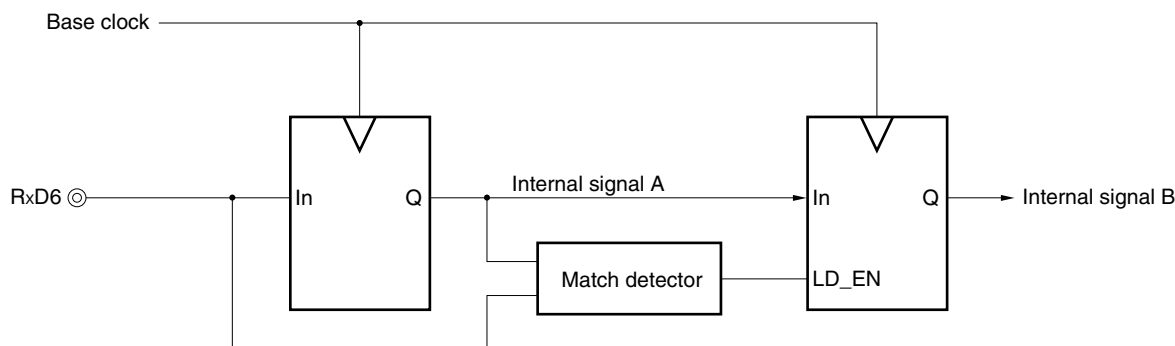 Base clock
RxD6
In
Q
Internal signal A
In
Q
Internal signal B
Match detector
LD_EN